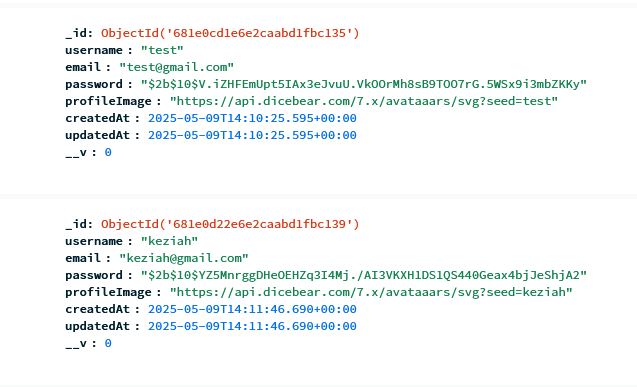 _id: ObjectId('681e0cd1e6e2caabd1fbc135')
username : "test"
email : "test@gmail.com"
password : "$2b$10$V.iZHFEmUpt5IAx3eJvuU.VkOOrMh8sB9TOO7rG.5WSx9i3mbZKKy"
profileImage : "https://api.dicebear.com/7.x/avataaars/svg?seed=test"
createdAt : 2025-05-09T14:10:25.595+00:00
updatedAt : 2025-05-09T14:10:25.595+00:00
__v : 0
_id: ObjectId('681e0d22e6e2caabd1fbc139')
username : "keziah"
email : "keziah@gmail.com"
password : "$2b$10$YZ5MnrggDHeOEHZq3I4Mj./AI3VKXH1DS1QS440Geax4bjJeShjA2"
profileImage : "https://api.dicebear.com/7.x/avataaars/svg?seed=keziah"
createdAt : 2025-05-09T14:11:46.690+00:00
updatedAt : 2025-05-09T14:11:46.690+00:00
__v : 0